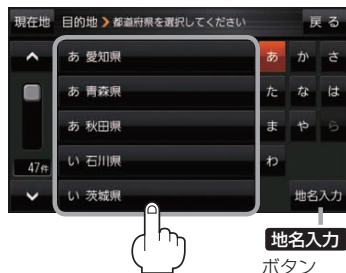 現在地 目的地 > 都道府県を選択してください 戻る
あ 愛知県 あ か さ
あ 青森県 た な は
あ 秋田県 ま や ら
い 石川県 わ
47件
い 茨城県 地名入力
地名入力
ボタン